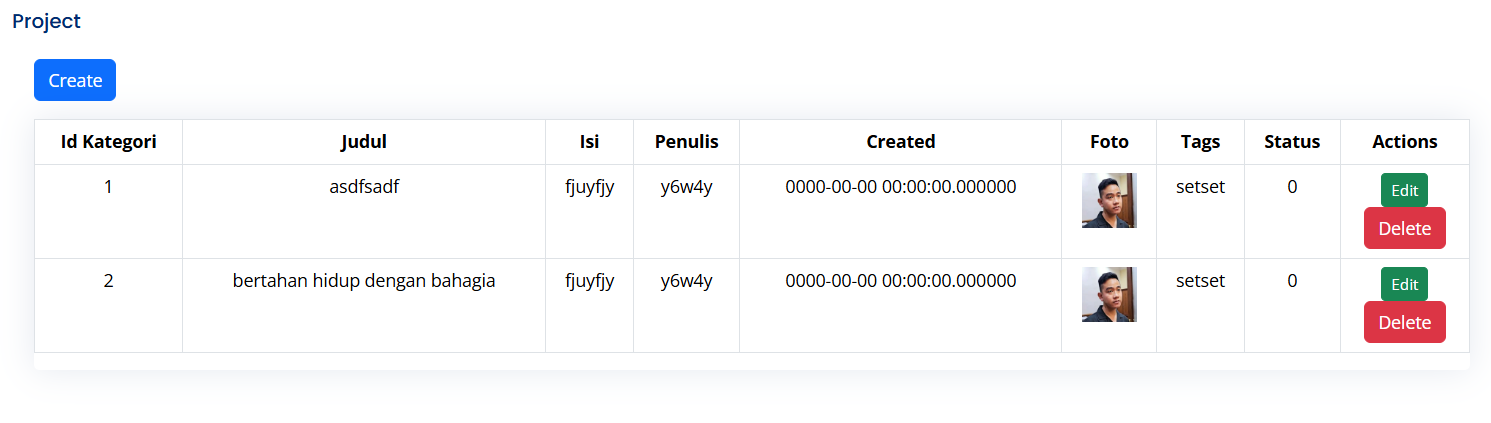 Project
Create
Id Kategori Judul Isi Penulis Created Foto Tags Status Actions
1 asdfsadf fjuyfjy y6w4y 0000-00-00 00:00:00.000000 setset 0 Edit
Delete
2 bertahan hidup dengan bahagia fjuyfjy y6w4y 0000-00-00 00:00:00.000000 setset 0 Edit
Delete